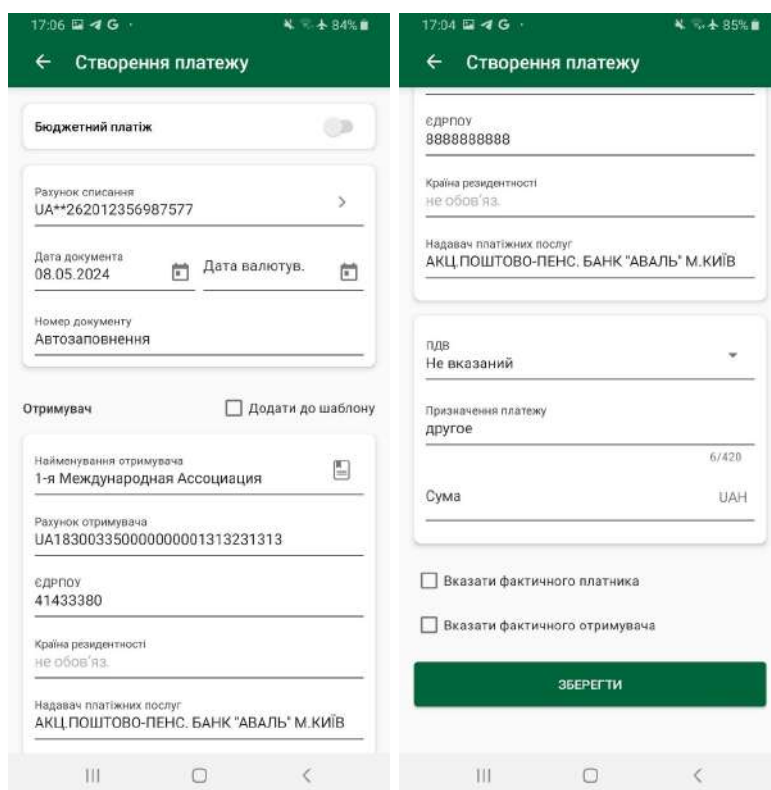 17:06 G · 84%
Створення платежу
Бюджетний платіж
Рахунок списання
UA**262012356987577
Дата документа
08.05.2024
Дата валютув.
Номер документу
Автозаповнення
Отримувач
Додати до шаблону
Найменування отримувача
1-я Международная Ассоциация
Рахунок отримувача
UA183003350000000001313231313
ЄДРПОУ
41433380
Країна резидентності
не обов'яз.
Надавач платіжних послуг
АКЦ.ПОШТОВО-ПЕНС. БАНК "АВАЛЬ" М.КИЇВ
17:04 G · 85%
Створення платежу
ЄДРПОУ
8888888888
Країна резидентності
не обов'яз.
Надавач платіжних послуг
АКЦ.ПОШТОВО-ПЕНС. БАНК "АВАЛЬ" М.КИЇВ
ПДВ
Не вказаний
Призначення платежу
другое
6/420
Сума UAH
Вказати фактичного платника
Вказати фактичного отримувача
ЗБЕРЕГТИ